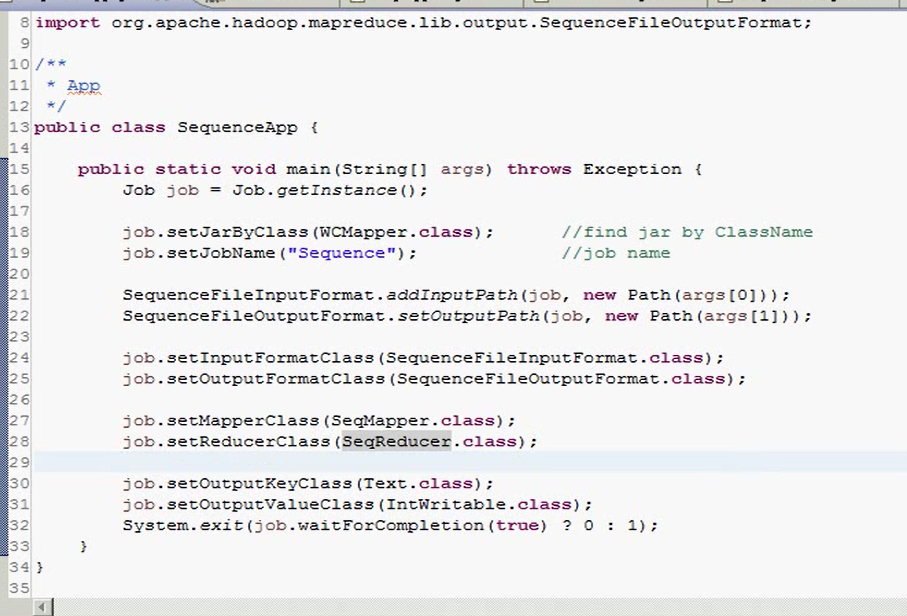 8 import org.apache.hadoop.mapreduce.lib.output.SequenceFileOutputFormat;
9
10 /**
11  * App
12  */
13 public class SequenceApp {
14
15     public static void main(String[] args) throws Exception {
16         Job job = Job.getInstance();
17
18         job.setJarByClass(WCMapper.class);      //find jar by ClassName
19         job.setJobName("Sequence");             //job name
20
21         SequenceFileInputFormat.addInputPath(job, new Path(args[0]));
22         SequenceFileOutputFormat.setOutputPath(job, new Path(args[1]));
23
24         job.setInputFormatClass(SequenceFileInputFormat.class);
25         job.setOutputFormatClass(SequenceFileOutputFormat.class);
26
27         job.setMapperClass(SeqMapper.class);
28         job.setReducerClass(SeqReducer.class);
29
30         job.setOutputKeyClass(Text.class);
31         job.setOutputValueClass(IntWritable.class);
32         System.exit(job.waitForCompletion(true) ? 0 : 1);
33     }
34 }
35